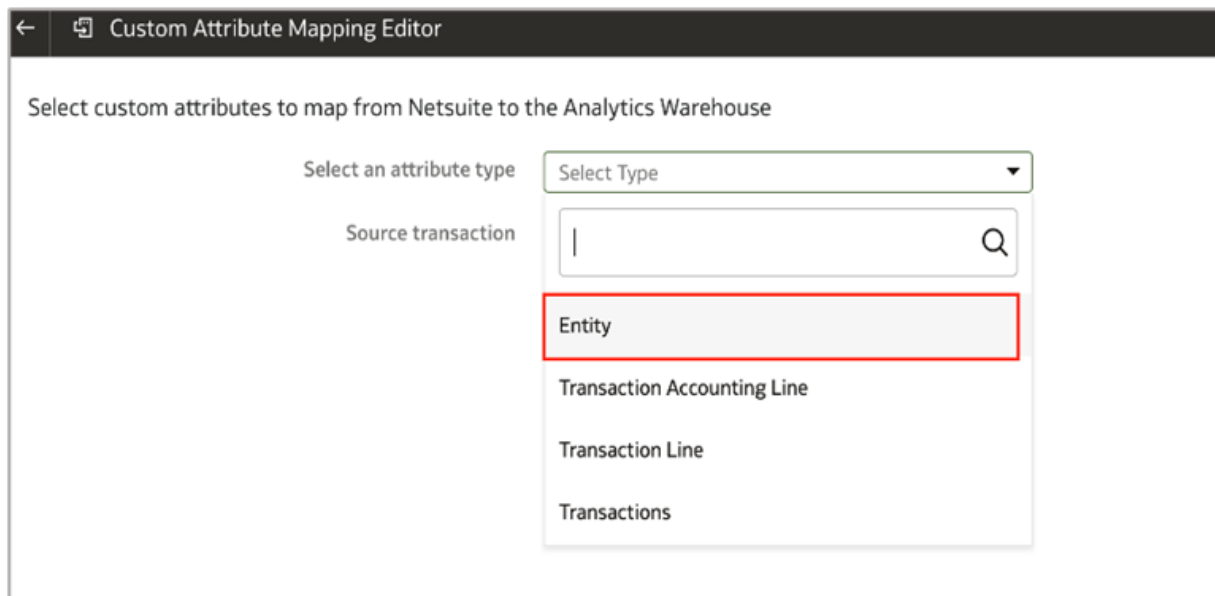 Custom Attribute Mapping Editor
Select custom attributes to map from Netsuite to the Analytics Warehouse
Select an attribute type
Select Type
Source transaction
Entity
Transaction Accounting Line
Transaction Line
Transactions